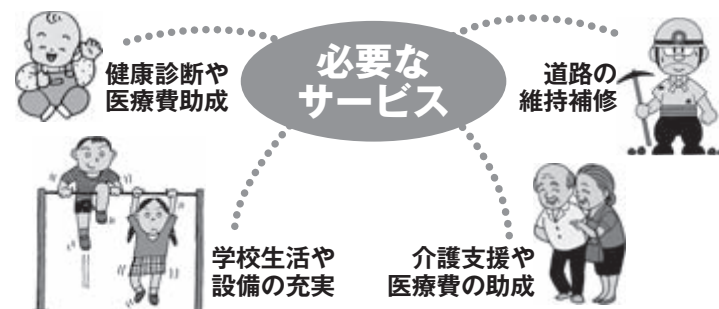 必要な
サービス
健康診断や
医療費助成
道路の
維持補修
学校生活や
設備の充実
介護支援や
医療費の助成